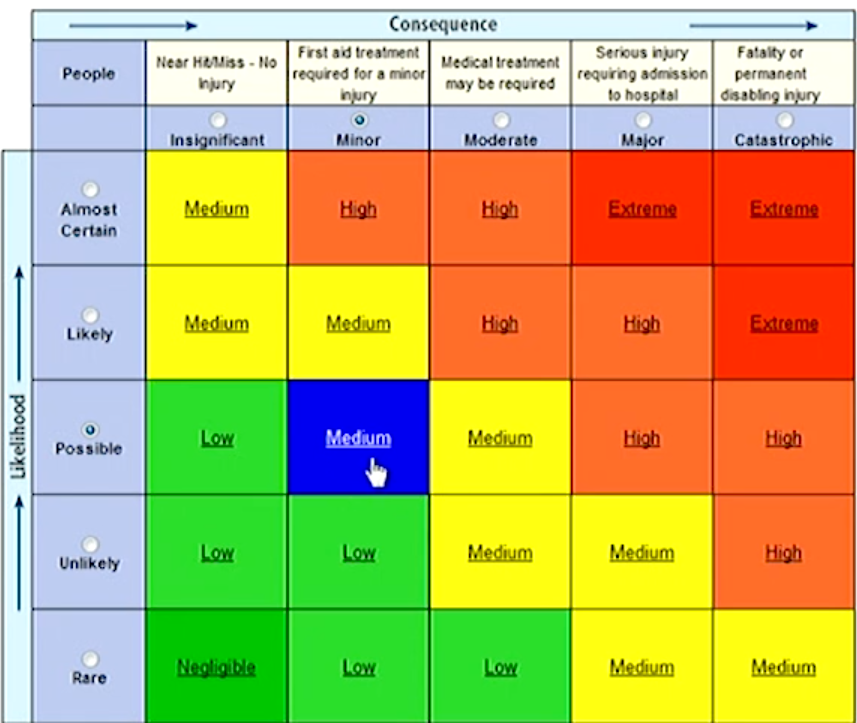 Consequence
People
Near Hit/Miss - No
Injury
First aid treatment
required for a minor
injury
Medical treatment
may be required
Serious injury
requiring admission
to hospital
Fatality or
permanent
disabling injury
Insignificant
Minor
Moderate
Major
Catastrophic
Likelihood
Almost
Certain
Medium
High
High
Extreme
Extreme
Likely
Medium
Medium
High
High
Extreme
Possible
Low
Medium
Medium
High
High
Unlikely
Low
Low
Medium
Medium
High
Rare
Negligible
Low
Low
Medium
Medium